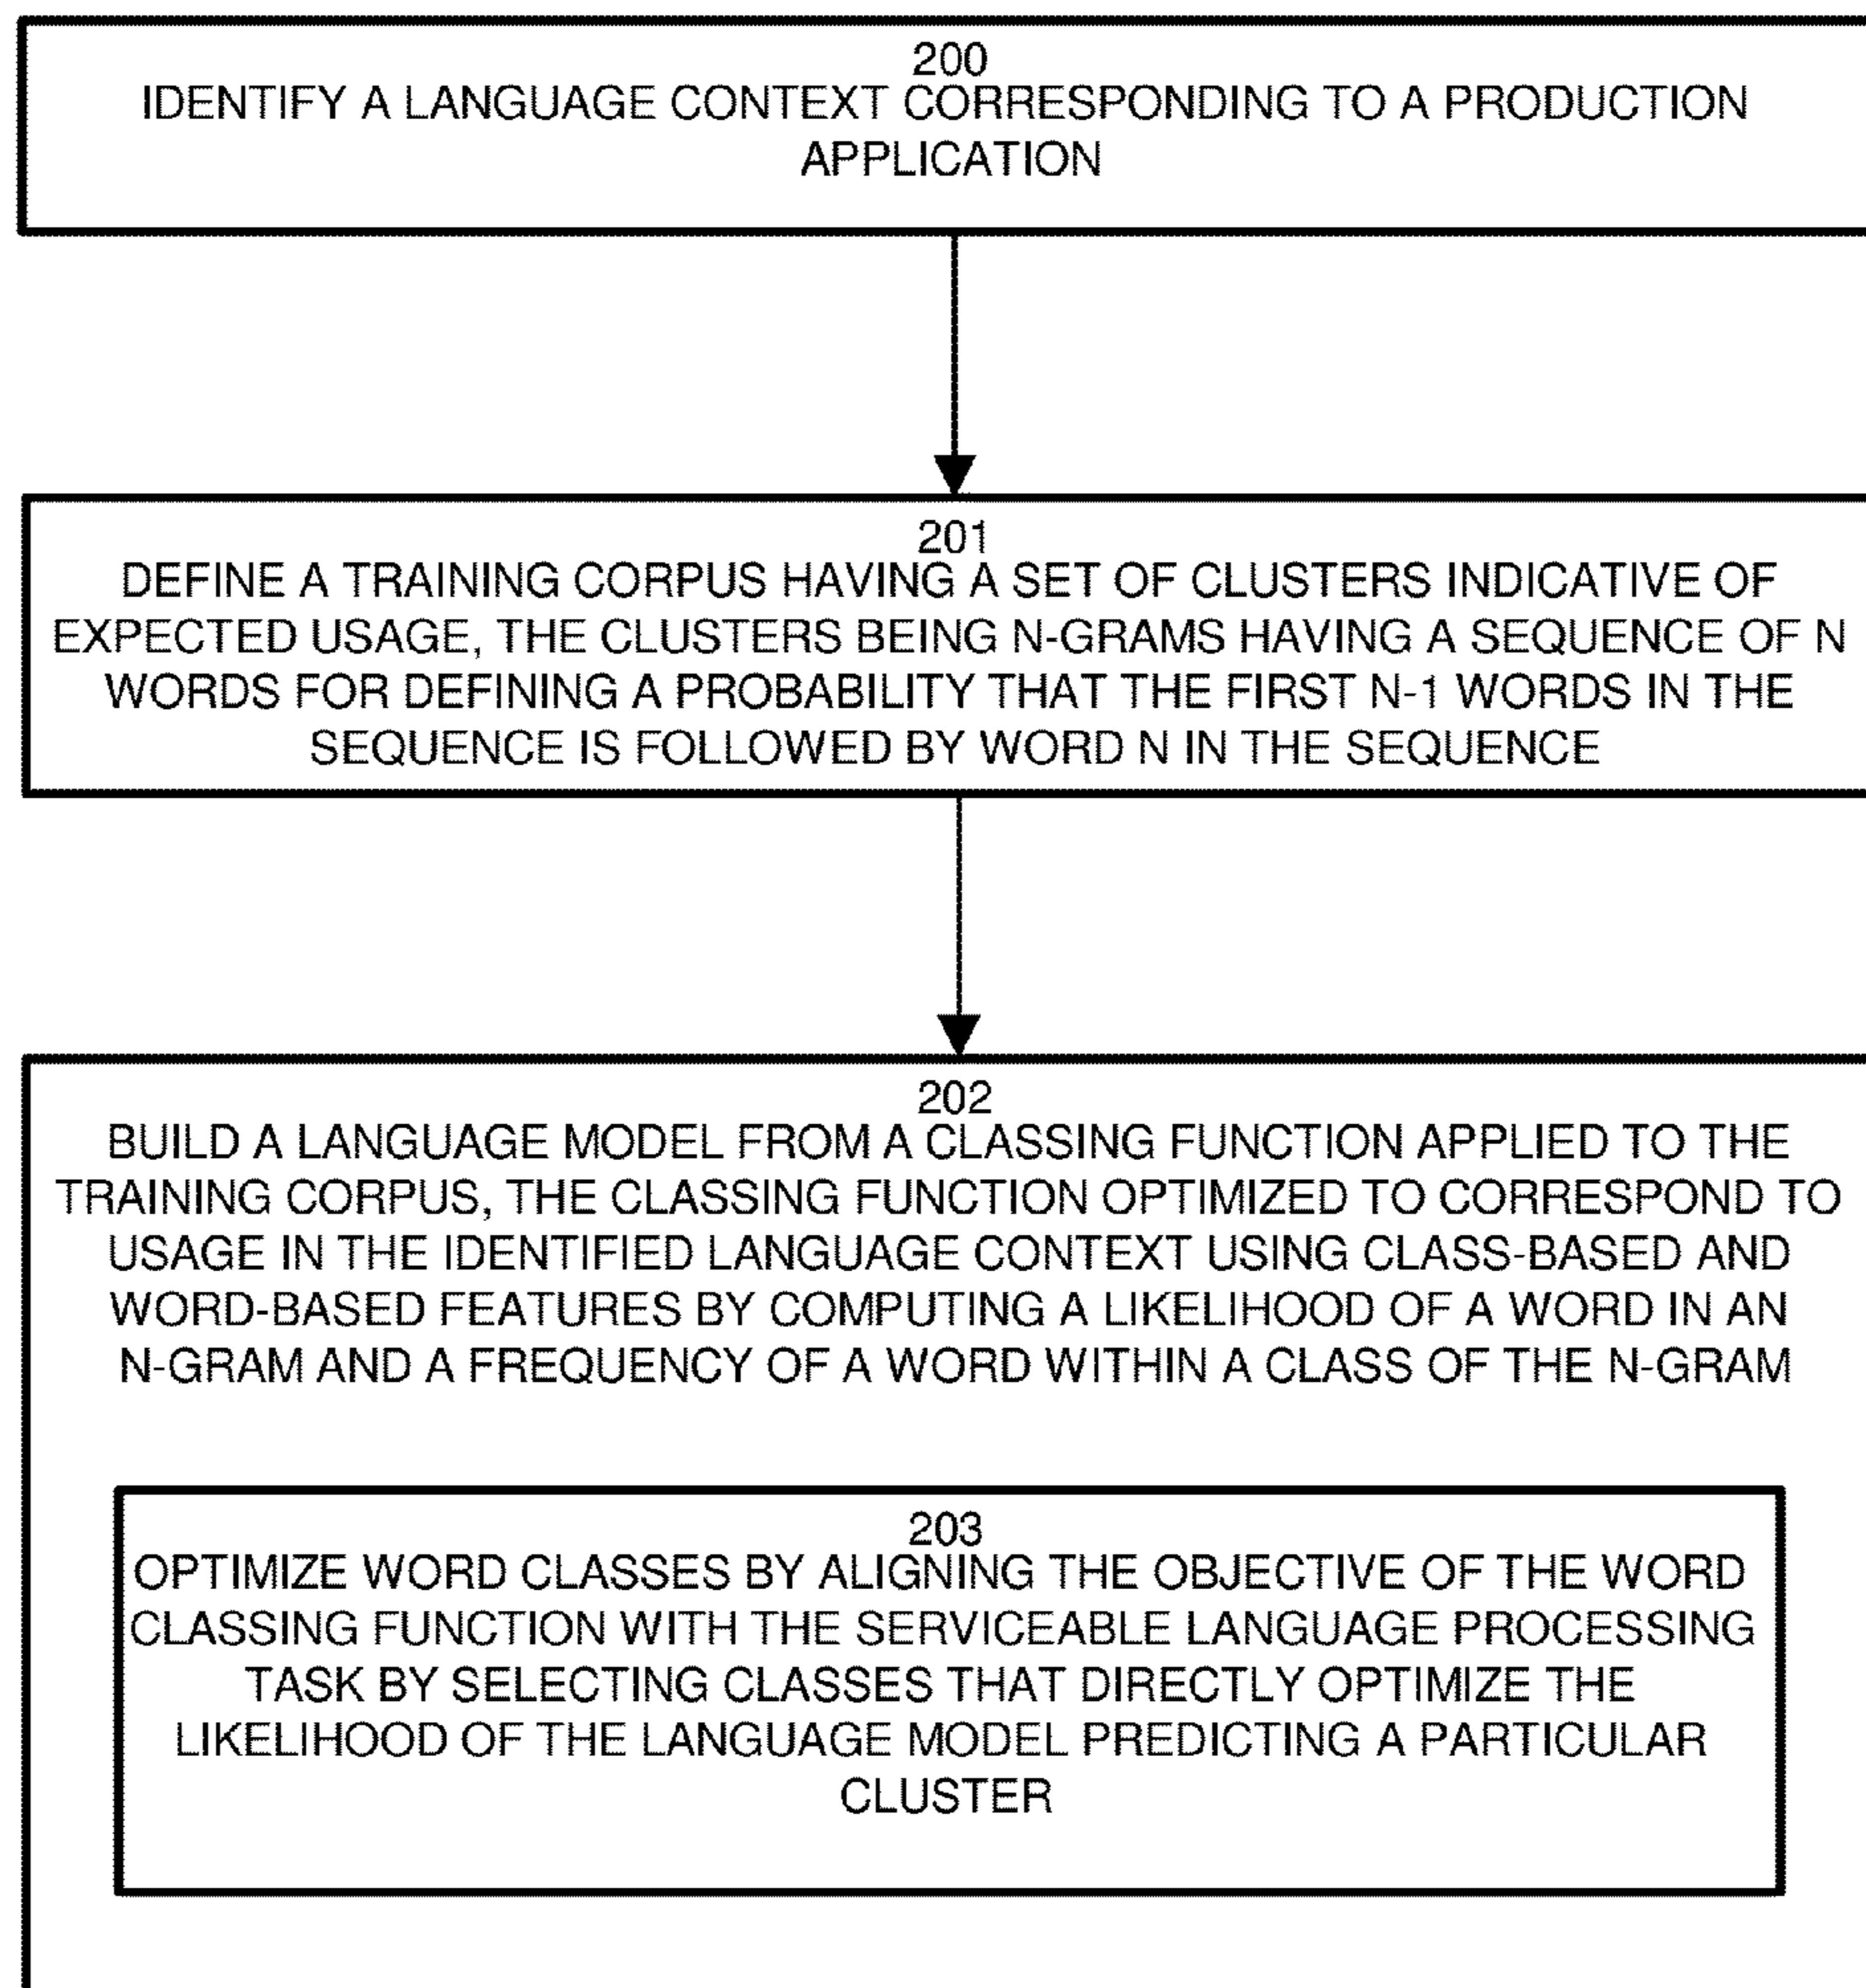 200
IDENTIFY A LANGUAGE CONTEXT CORRESPONDING TO A PRODUCTION
APPLICATION
201
DEFINE A TRAINING CORPUS HAVING A SET OF CLUSTERS INDICATIVE OF
EXPECTED USAGE, THE CLUSTERS BEING N-GRAMS HAVING A SEQUENCE OF N
WORDS FOR DEFINING A PROBABILITY THAT THE FIRST N-1 WORDS IN THE
SEQUENCE IS FOLLOWED BY WORD N IN THE SEQUENCE
202
BUILD A LANGUAGE MODEL FROM A CLASSING FUNCTION APPLIED TO THE
TRAINING CORPUS, THE CLASSING FUNCTION OPTIMIZED TO CORRESPOND TO
USAGE IN THE IDENTIFIED LANGUAGE CONTEXT USING CLASS-BASED AND
WORD-BASED FEATURES BY COMPUTING A LIKELIHOOD OF A WORD IN AN
N-GRAM AND A FREQUENCY OF A WORD WITHIN A CLASS OF THE N-GRAM
203
OPTIMIZE WORD CLASSES BY ALIGNING THE OBJECTIVE OF THE WORD
CLASSING FUNCTION WITH THE SERVICEABLE LANGUAGE PROCESSING
TASK BY SELECTING CLASSES THAT DIRECTLY OPTIMIZE THE
LIKELIHOOD OF THE LANGUAGE MODEL PREDICTING A PARTICULAR
CLUSTER